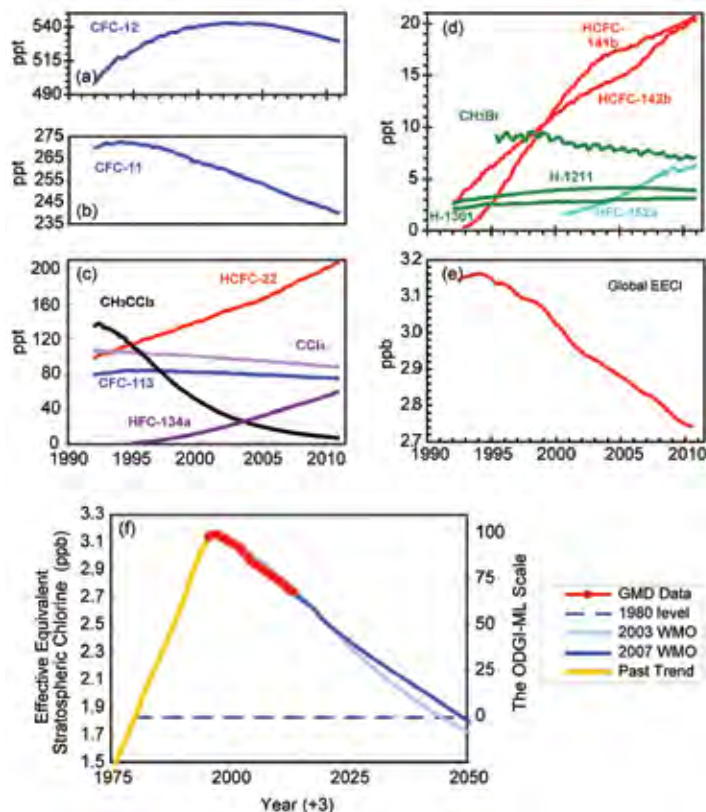 CFC-12
(a)
ppt
540
515
490
CFC-11
(b)
ppt
275
265
255
245
235
(c)
ppt
200
160
120
80
40
0
HCFC-22
CH3CCl3
CCl4
CFC-113
HFC-134a
1990 1995 2000 2005 2010
(d)
ppt
20
15
10
5
0
HCFC-
141b
HCFC-142b
CH3Br
H-1211
H-1301
HFC-152a
(e)
ppb
3.2
3.1
3.0
2.9
2.8
2.7
Global EECl
1990 1995 2000 2005 2010
(f)
Effective Equivalent
Stratospheric Chlorine (ppb)
3.3
3.1
2.9
2.7
2.5
2.3
2.1
1.9
1.7
1.5
1975 2000 2025 2050
Year (+3)
100
75
50
25
0
The ODGI-ML Scale
GMD Data
1980 level
2003 WMO
2007 WMO
Past Trend